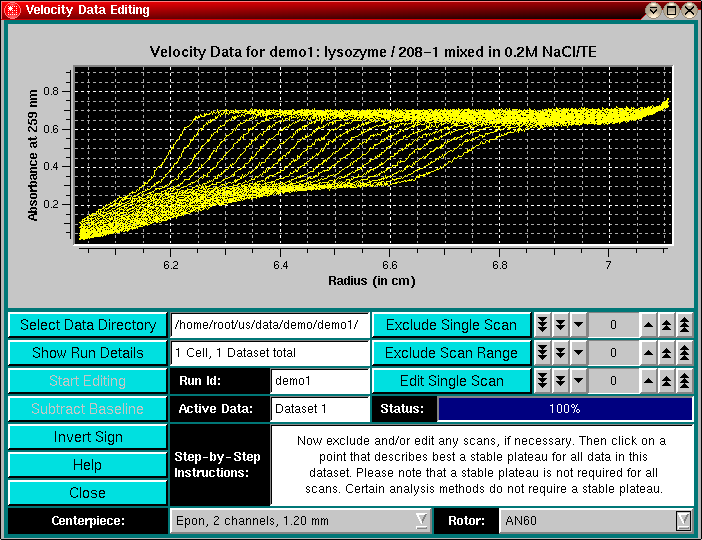 Velocity Data Editing
Velocity Data for demo1: lysozyme / 208-1 mixed in 0.2M NaCl/TE
Absorbance at 259 nm
0.8
0.6
0.4
0.2
6.2 6.4 6.6 6.8 7
Radius (in cm)
Select Data Directory /home/root/us/data/demo/demo1/ Exclude Single Scan 0
Show Run Details 1 Cell, 1 Dataset total Exclude Scan Range 0
Start Editing Run Id: demo1 Edit Single Scan 0
Subtract Baseline Active Data: Dataset 1 Status: 100%
Invert Sign
Help
Close
Step-by-Step
Instructions:
Now exclude and/or edit any scans, if necessary. Then click on a
point that describes best a stable plateau for all data in this
dataset. Please note that a stable plateau is not required for all
scans. Certain analysis methods do not require a stable plateau.
Centerpiece: Epon, 2 channels, 1.20 mm Rotor: AN60